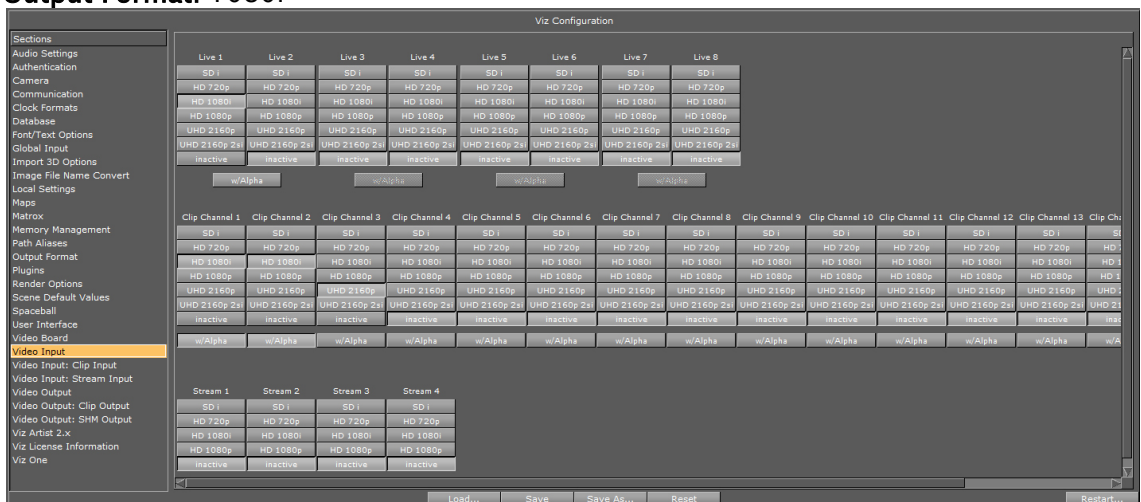 Output Format: 1080i
Viz Configuration
Sections
Audio Settings
Authentication
Camera
Communication
Clock Formats
Database
Font/Text Options
Global Input
Import 3D Options
Image File Name Convert
Local Settings
Maps
Matrox
Memory Management
Path Aliases
Output Format
Plugins
Render Options
Scene Default Values
Spaceball
User Interface
Video Board
Video Input
Video Input: Clip Input
Video Input: Stream Input
Video Output
Video Output: Clip Output
Video Output: SHM Output
Viz Artist 2.x
Viz License Information
Viz One
Live 1 Live 2 Live 3 Live 4 Live 5 Live 6 Live 7 Live 8
SD i SD i SD i SD i SD i SD i SD i SD i
HD 720p HD 720p HD 720p HD 720p HD 720p HD 720p HD 720p HD 720p
HD 1080i HD 1080i HD 1080i HD 1080i HD 1080i HD 1080i HD 1080i HD 1080i
HD 1080p HD 1080p HD 1080p HD 1080p HD 1080p HD 1080p HD 1080p HD 1080p
UHD 2160p UHD 2160p UHD 2160p UHD 2160p UHD 2160p UHD 2160p UHD 2160p UHD 2160p
UHD 2160p 2si UHD 2160p 2si UHD 2160p 2si UHD 2160p 2si UHD 2160p 2si UHD 2160p 2si UHD 2160p 2si UHD 2160p 2si
inactive inactive inactive inactive inactive inactive inactive inactive
w/Alpha w/Alpha w/Alpha w/Alpha
Clip Channel 1 Clip Channel 2 Clip Channel 3 Clip Channel 4 Clip Channel 5 Clip Channel 6 Clip Channel 7 Clip Channel 8 Clip Channel 9 Clip Channel 10 Clip Channel 11 Clip Channel 12 Clip Channel 13
SD i SD i SD i SD i SD i SD i SD i SD i SD i SD i SD i SD i SD i
HD 720p HD 720p HD 720p HD 720p HD 720p HD 720p HD 720p HD 720p HD 720p HD 720p HD 720p HD 720p HD 720p
HD 1080i HD 1080i HD 1080i HD 1080i HD 1080i HD 1080i HD 1080i HD 1080i HD 1080i HD 1080i HD 1080i HD 1080i HD 1080i
HD 1080p HD 1080p HD 1080p HD 1080p HD 1080p HD 1080p HD 1080p HD 1080p HD 1080p HD 1080p HD 1080p HD 1080p HD 1080p
UHD 2160p UHD 2160p UHD 2160p UHD 2160p UHD 2160p UHD 2160p UHD 2160p UHD 2160p UHD 2160p UHD 2160p UHD 2160p UHD 2160p UHD 2160p
UHD 2160p 2si UHD 2160p 2si UHD 2160p 2si UHD 2160p 2si UHD 2160p 2si UHD 2160p 2si UHD 2160p 2si UHD 2160p 2si UHD 2160p 2si UHD 2160p 2si UHD 2160p 2si UHD 2160p 2si UHD 2160p 2si
inactive inactive inactive inactive inactive inactive inactive inactive inactive inactive inactive inactive inactive
w/Alpha w/Alpha w/Alpha w/Alpha w/Alpha w/Alpha w/Alpha w/Alpha w/Alpha w/Alpha w/Alpha w/Alpha w/Alpha
Stream 1 Stream 2 Stream 3 Stream 4
SD i SD i SD i SD i
HD 720p HD 720p HD 720p HD 720p
HD 1080i HD 1080i HD 1080i HD 1080i
HD 1080p HD 1080p HD 1080p HD 1080p
inactive inactive inactive inactive
Load... Save Save As... Reset Restart...